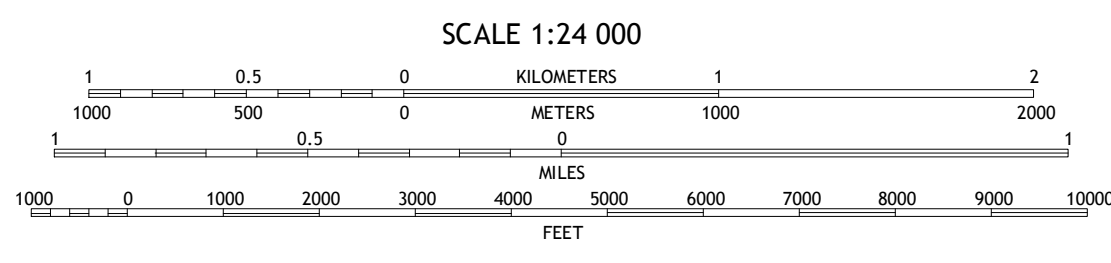 SCALE 1:24 000
1 0.5 0 KILOMETERS 1 2
1000 500 0 METERS 1000 2000
1 0.5 0 1
MILES
1000 0 1000 2000 3000 4000 5000 6000 7000 8000 9000 10000
FEET